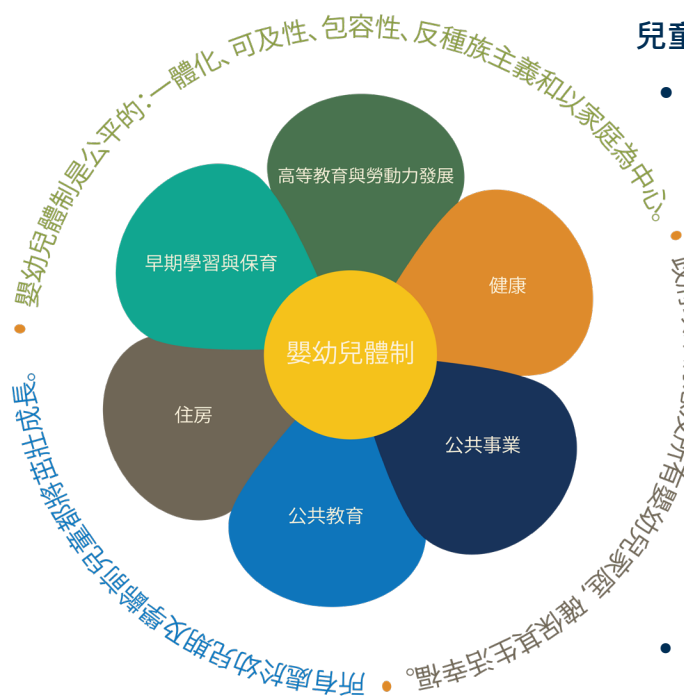 兒童
嬰幼兒體制是公平的：一體化、可及性、包容性、反種族主義和以家庭為中心。
高等教育與勞動力發展
早期學習與保育
健康
嬰幼兒體制
住房
公共事業
公共教育
所有嬰幼兒家庭，確保其生活幸福。
所有處於幼兒期及學齡前兒童都將茁壯成長。